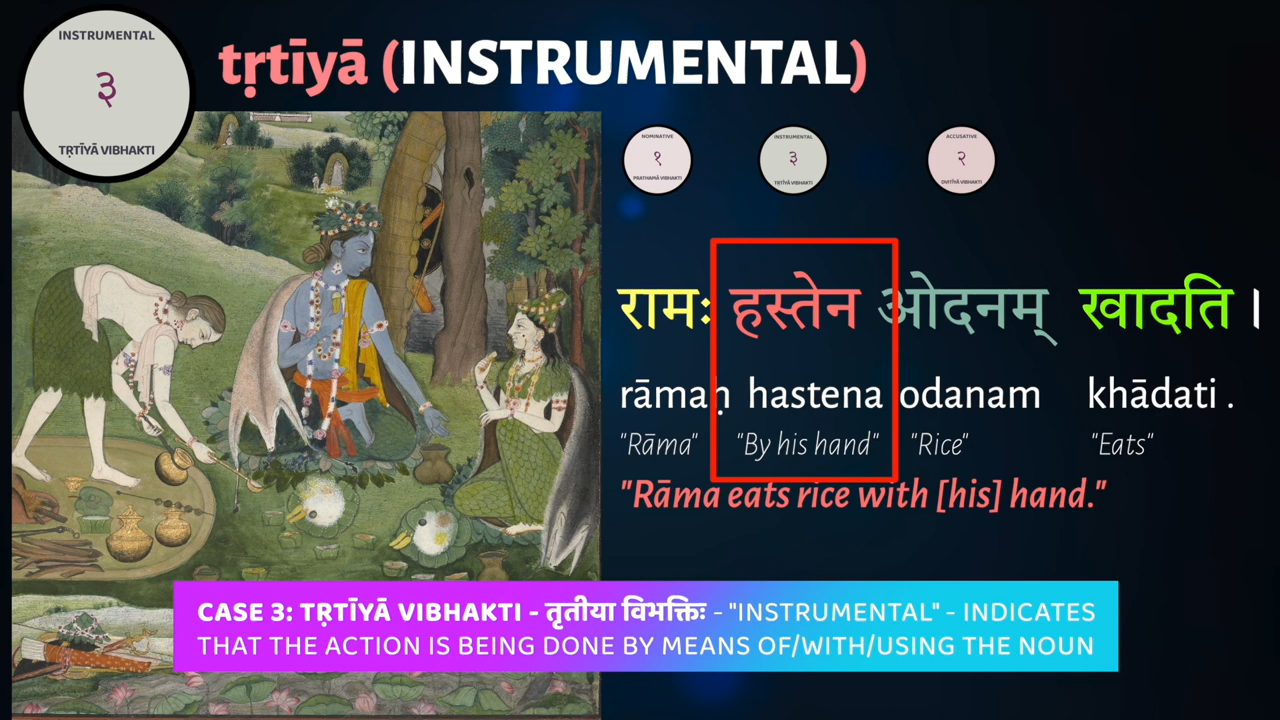 INSTRUMENTAL
३
TṚTĪYĀ VIBHAKTI
tṛtīyā (INSTRUMENTAL)
NOMINATIVE
१
PRATHAMĀ VIBHAKTI
INSTRUMENTAL
३
TṚTĪYĀ VIBHAKTI
ACCUSATIVE
२
DVITĪYĀ VIBHAKTI
रामः हस्तेन ओदनम् खादति ।
rāmaḥ hastena odanam khādati .
"Rāma" "By his hand" "Rice" "Eats"
"Rāma eats rice with [his] hand."
CASE 3: TṚTĪYĀ VIBHAKTI - तृतीया विभक्तिः - "INSTRUMENTAL" - INDICATES
THAT THE ACTION IS BEING DONE BY MEANS OF/WITH/USING THE NOUN